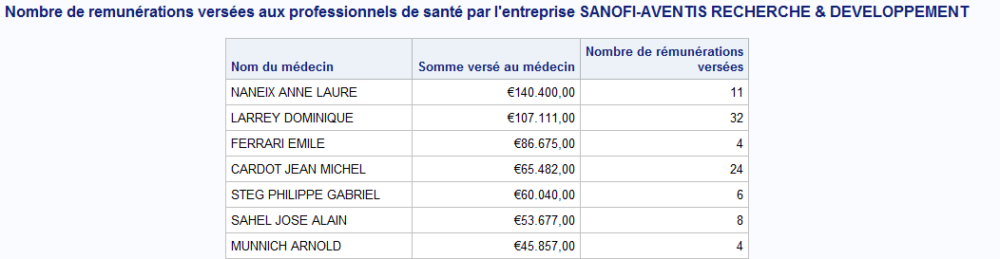 Nombre de remunérations versées aux professionnels de santé par l'entreprise SANOFI-AVENTIS RECHERCHE & DEVELOPPEMENT
Nom du médecin Somme versé au médecin Nombre de rémunérations
versées
NANEIX ANNE LAURE €140.400,00 11
LARREY DOMINIQUE €107.111,00 32
FERRARI EMILE €86.675,00 4
CARDOT JEAN MICHEL €65.482,00 24
STEG PHILIPPE GABRIEL €60.040,00 6
SAHEL JOSE ALAIN €53.677,00 8
MUNNICH ARNOLD €45.857,00 4